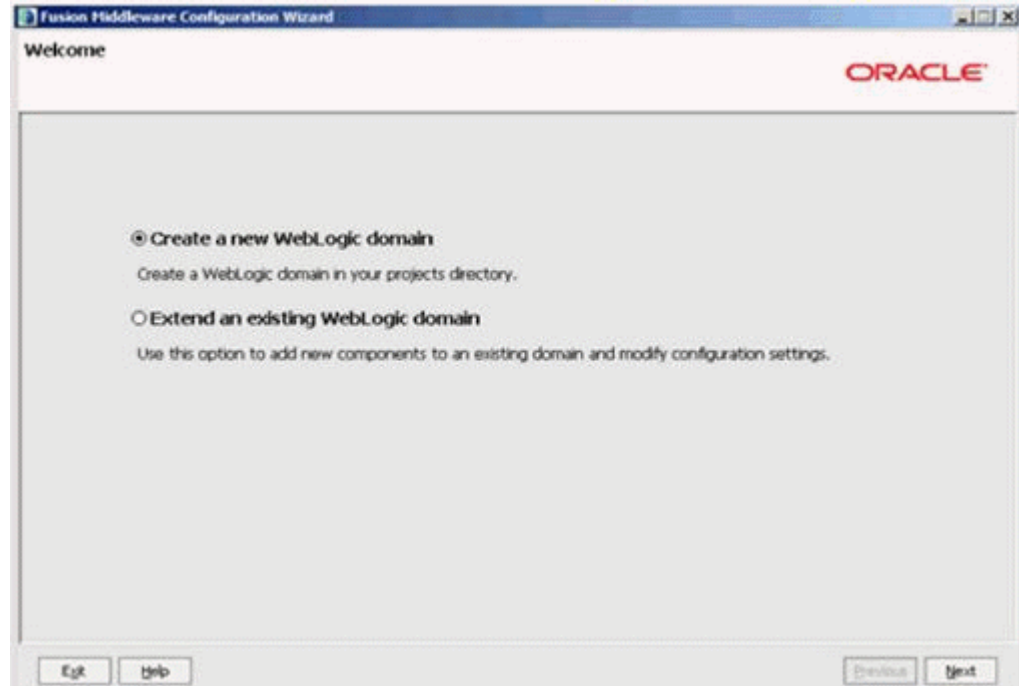 Fusion Middleware Configuration Wizard
Welcome
ORACLE
Create a new WebLogic domain
Create a WebLogic domain in your projects directory.
Extend an existing WebLogic domain
Use this option to add new components to an existing domain and modify configuration settings.
Exit Help Previous Next